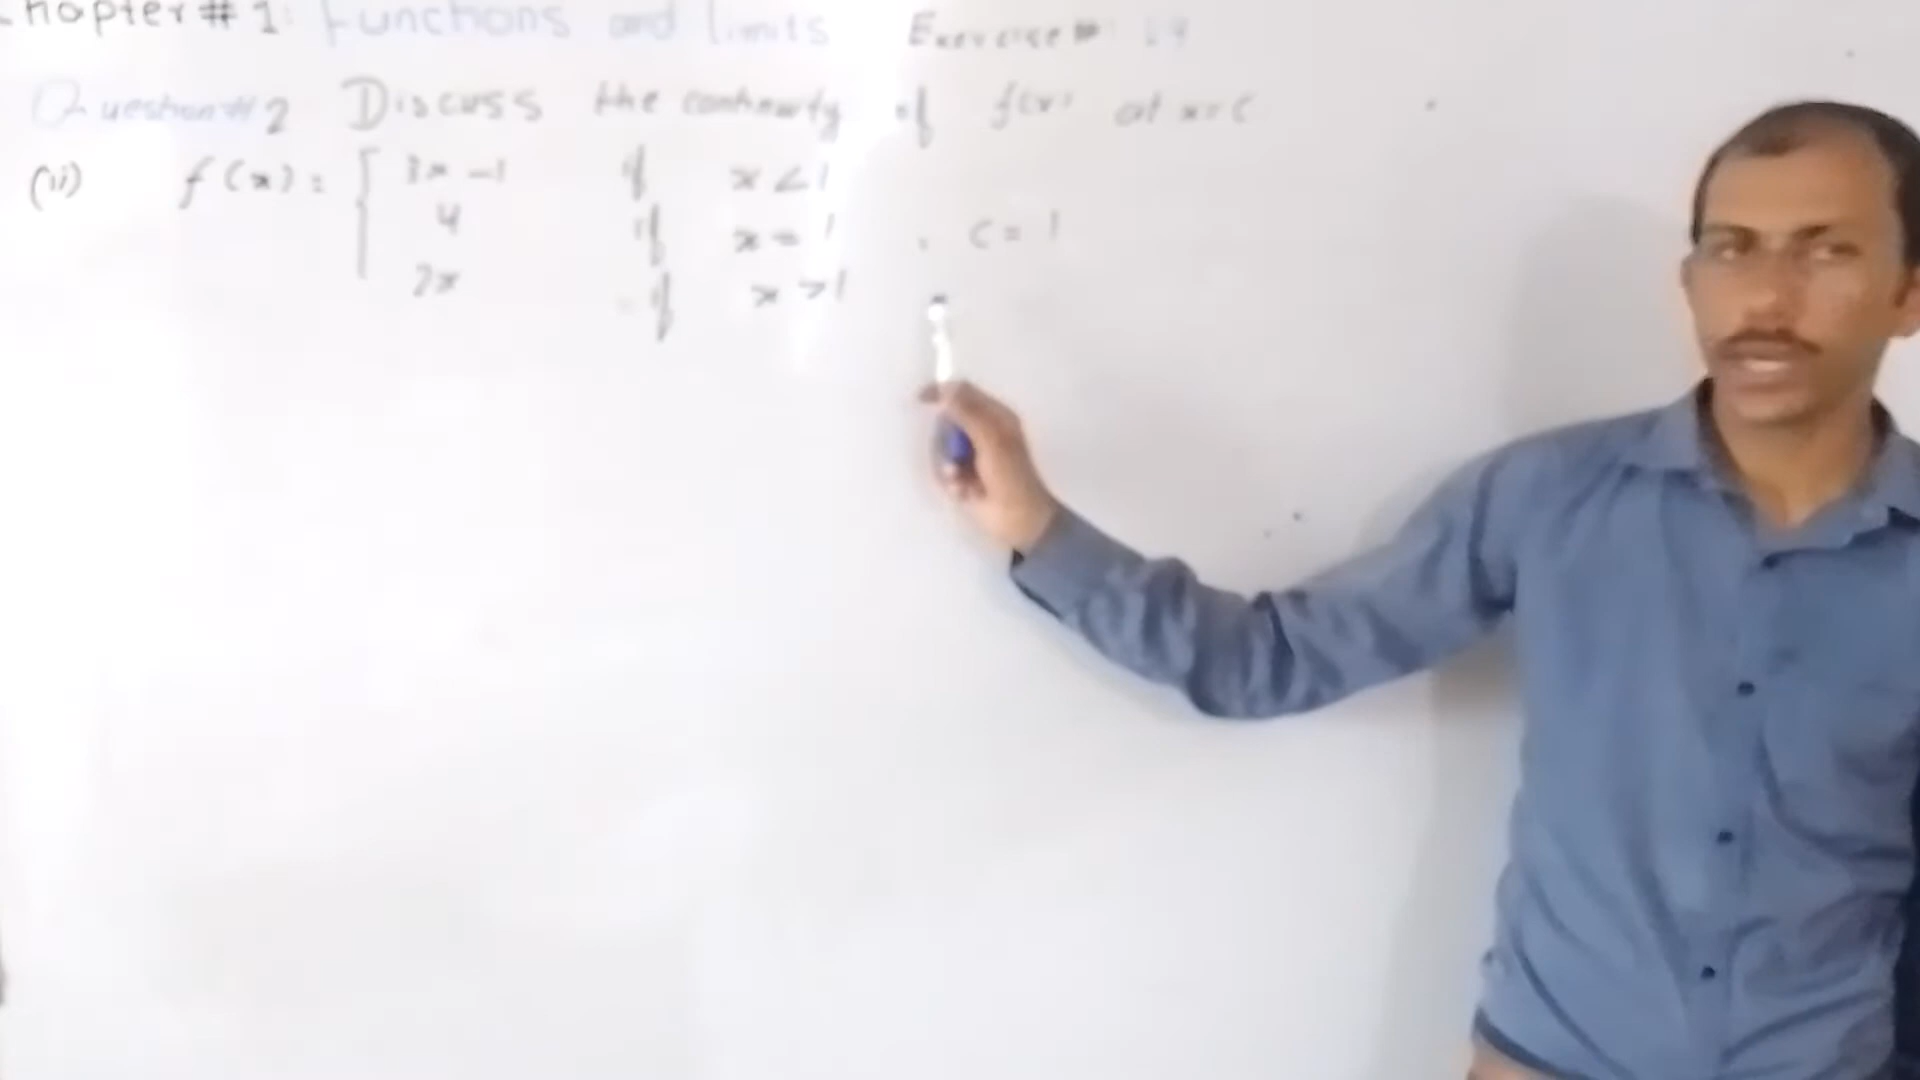 Chapter # 1: Functions and limits Exercise #: 1.4
Question # 2 Discuss the continuity of f(x) at x = c
(ii) f(x) = [ 3x - 1 if x < 1
4 if x = 1 , c = 1
2x if x > 1